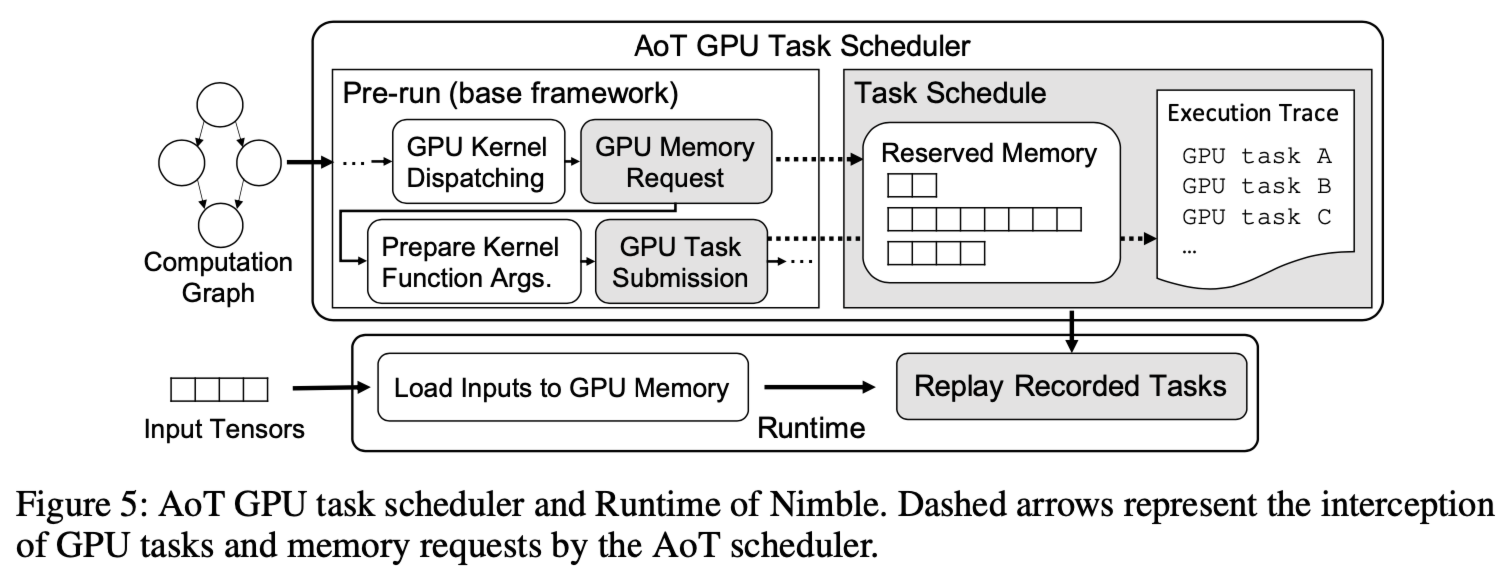 AoT GPU Task Scheduler
Pre-run (base framework)
... GPU Kernel
Dispatching
GPU Memory
Request
Prepare Kernel
Function Args.
GPU Task
Submission
...
Task Schedule
Reserved Memory
Execution Trace
GPU task A
GPU task B
GPU task C
...
Computation
Graph
Input Tensors
Load Inputs to GPU Memory
Runtime
Replay Recorded Tasks
Figure 5: AoT GPU task scheduler and Runtime of Nimble. Dashed arrows represent the interception
of GPU tasks and memory requests by the AoT scheduler.